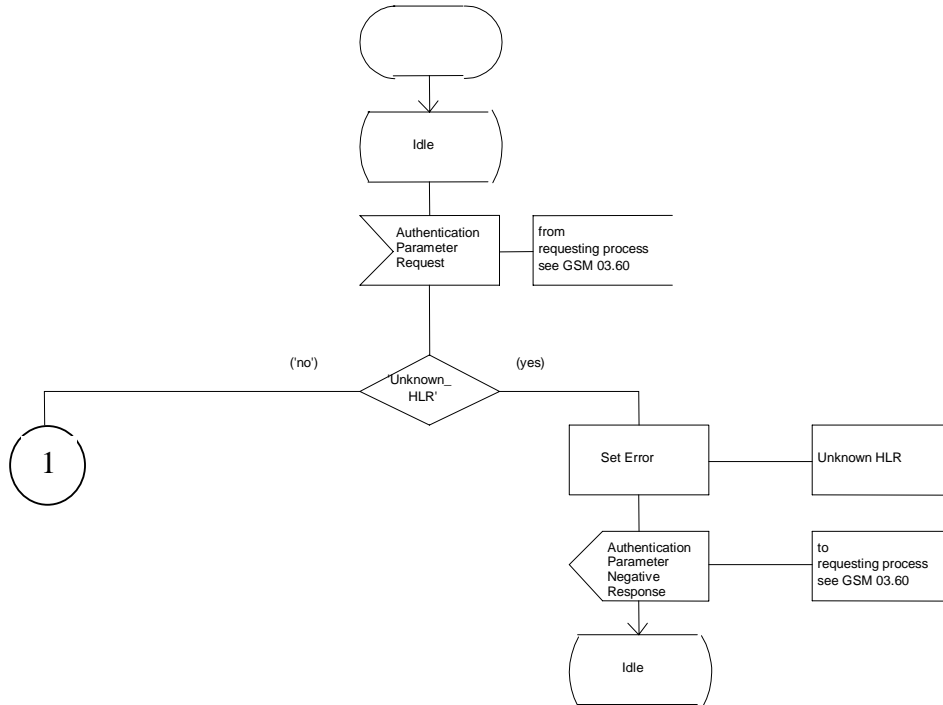 Idle
Authentication
Parameter
Request
from
requesting process
see GSM 03.60
('no')
(yes)
'Unknown_
HLR'
1
Set Error
Unknown HLR
Authentication
Parameter
Negative
Response
to
requesting process
see GSM 03.60
Idle